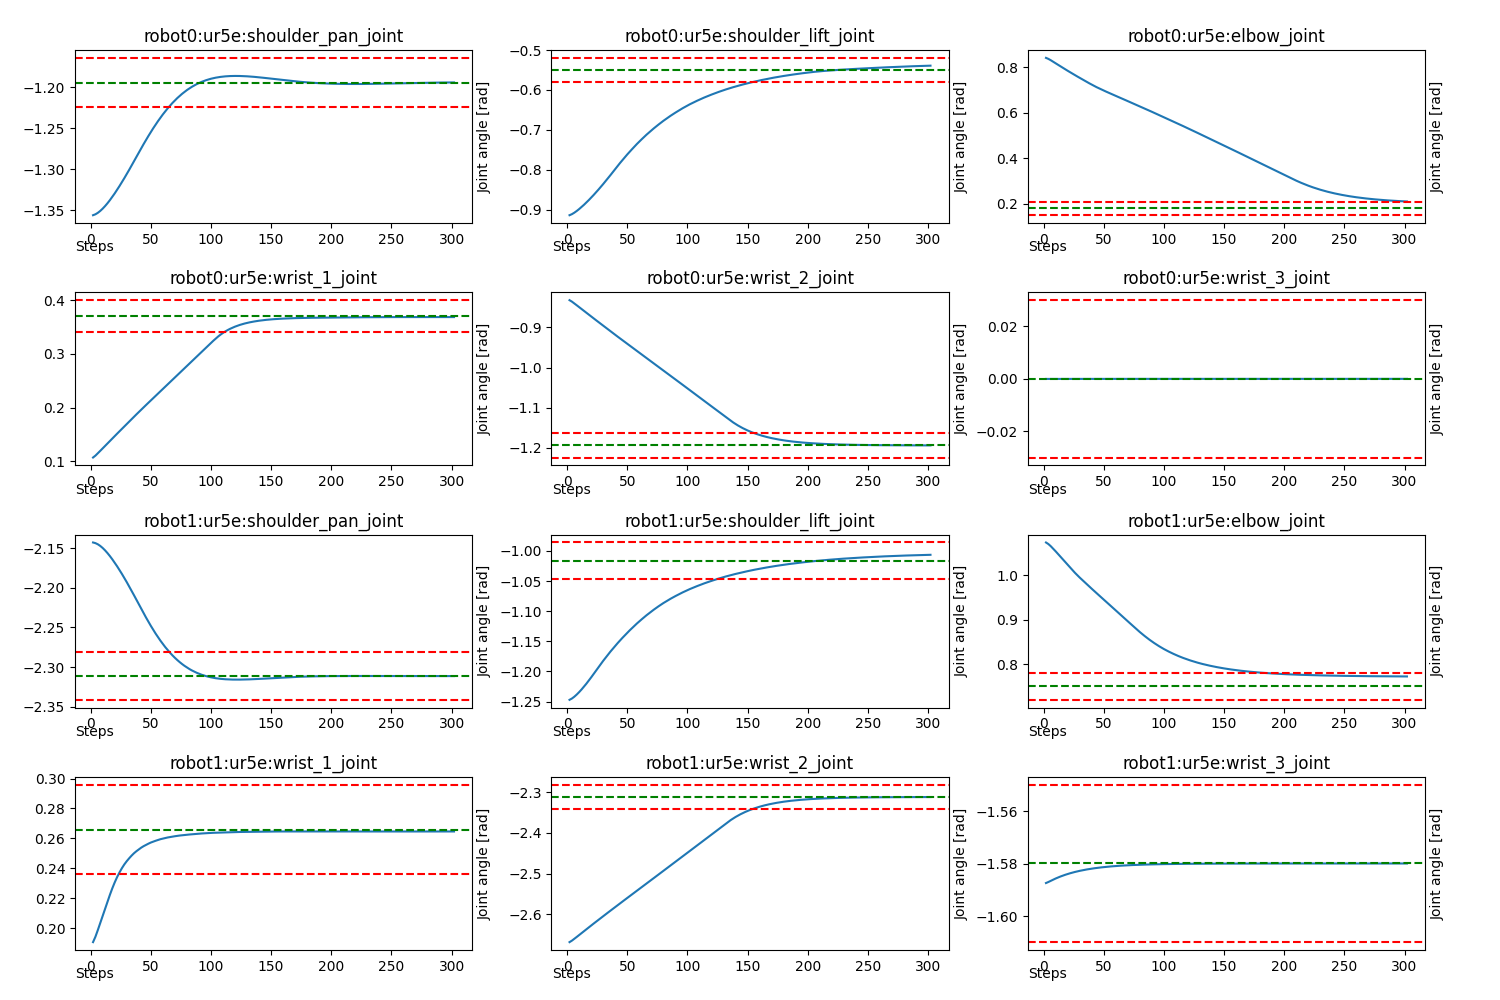 robot0:ur5e:shoulder_pan_joint
−1.20
−1.25
−1.30
−1.35
0 50 100 150 200 250 300
Steps
Joint angle [rad]
robot0:ur5e:shoulder_lift_joint
−0.5
−0.6
−0.7
−0.8
−0.9
0 50 100 150 200 250 300
Steps
Joint angle [rad]
robot0:ur5e:elbow_joint
0.8
0.6
0.4
0.2
0 50 100 150 200 250 300
Steps
Joint angle [rad]
robot0:ur5e:wrist_1_joint
0.4
0.3
0.2
0.1
0 50 100 150 200 250 300
Steps
Joint angle [rad]
robot0:ur5e:wrist_2_joint
−0.9
−1.0
−1.1
−1.2
0 50 100 150 200 250 300
Steps
Joint angle [rad]
robot0:ur5e:wrist_3_joint
0.02
0.00
−0.02
0 50 100 150 200 250 300
Steps
Joint angle [rad]
robot1:ur5e:shoulder_pan_joint
−2.15
−2.20
−2.25
−2.30
−2.35
0 50 100 150 200 250 300
Steps
Joint angle [rad]
robot1:ur5e:shoulder_lift_joint
−1.00
−1.05
−1.10
−1.15
−1.20
−1.25
0 50 100 150 200 250 300
Steps
Joint angle [rad]
robot1:ur5e:elbow_joint
1.0
0.9
0.8
0 50 100 150 200 250 300
Steps
Joint angle [rad]
robot1:ur5e:wrist_1_joint
0.30
0.28
0.26
0.24
0.22
0.20
0 50 100 150 200 250 300
Steps
Joint angle [rad]
robot1:ur5e:wrist_2_joint
−2.3
−2.4
−2.5
−2.6
0 50 100 150 200 250 300
Steps
Joint angle [rad]
robot1:ur5e:wrist_3_joint
−1.56
−1.58
−1.60
0 50 100 150 200 250 300
Steps
Joint angle [rad]